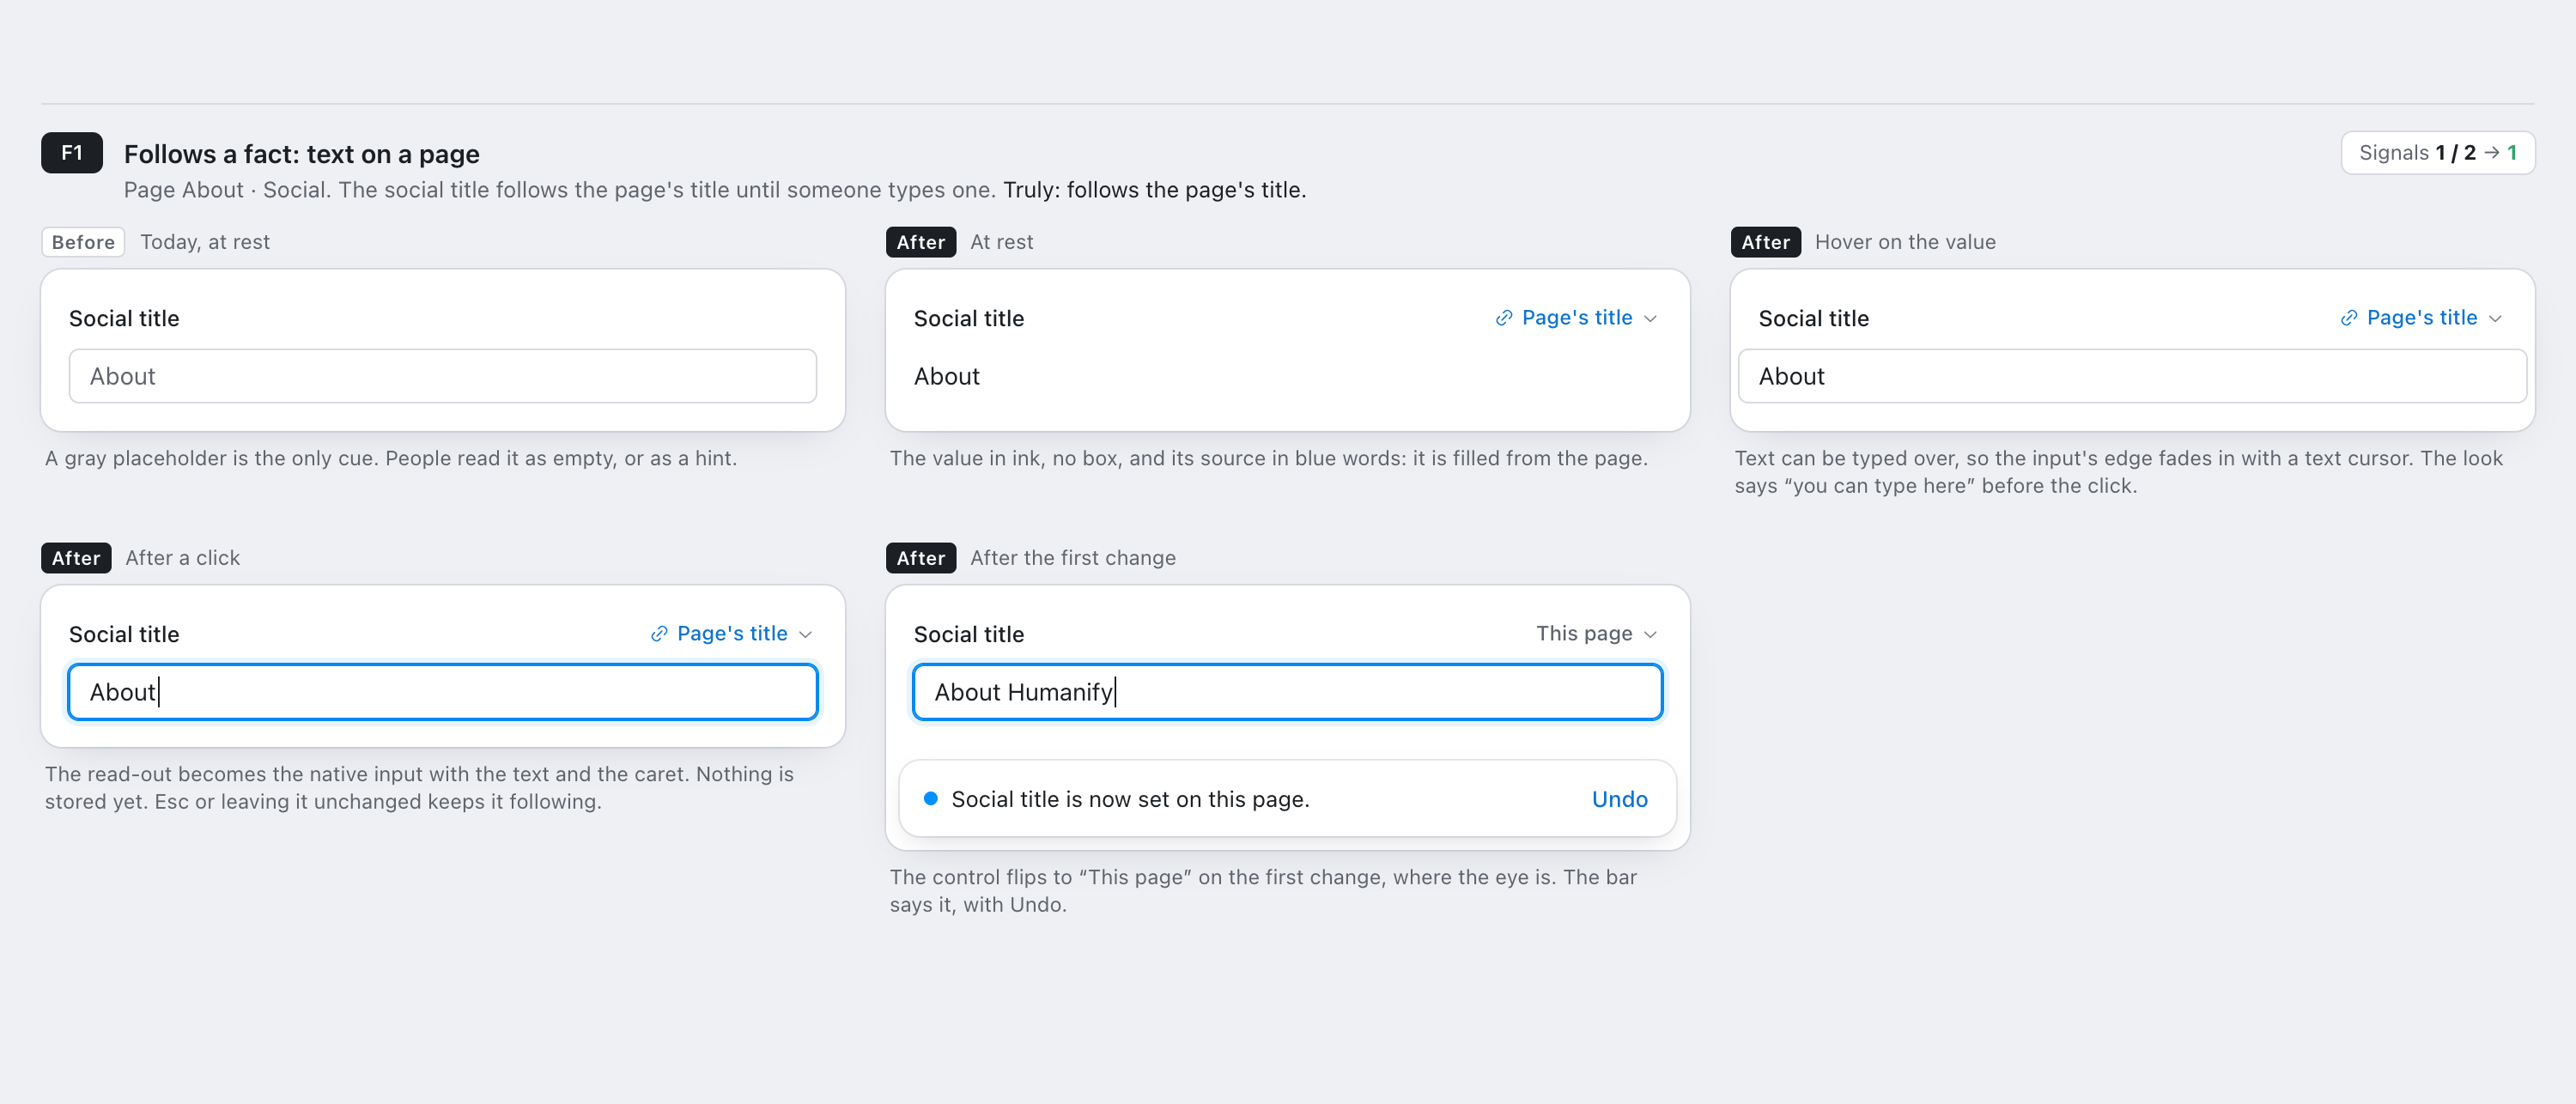 F1
Follows a fact: text on a page
Signals 1 / 2 → 1
Page About · Social. The social title follows the page's title until someone types one. Truly: follows the page's title.
Before Today, at rest
Social title
About
A gray placeholder is the only cue. People read it as empty, or as a hint.
After At rest
Social title
Page's title
About
The value in ink, no box, and its source in blue words: it is filled from the page.
After Hover on the value
Social title
Page's title
About
Text can be typed over, so the input's edge fades in with a text cursor. The look
says “you can type here” before the click.
After After a click
Social title
Page's title
About
The read-out becomes the native input with the text and the caret. Nothing is
stored yet. Esc or leaving it unchanged keeps it following.
After After the first change
Social title
This page
About Humanify
Social title is now set on this page.
Undo
The control flips to “This page” on the first change, where the eye is. The bar
says it, with Undo.